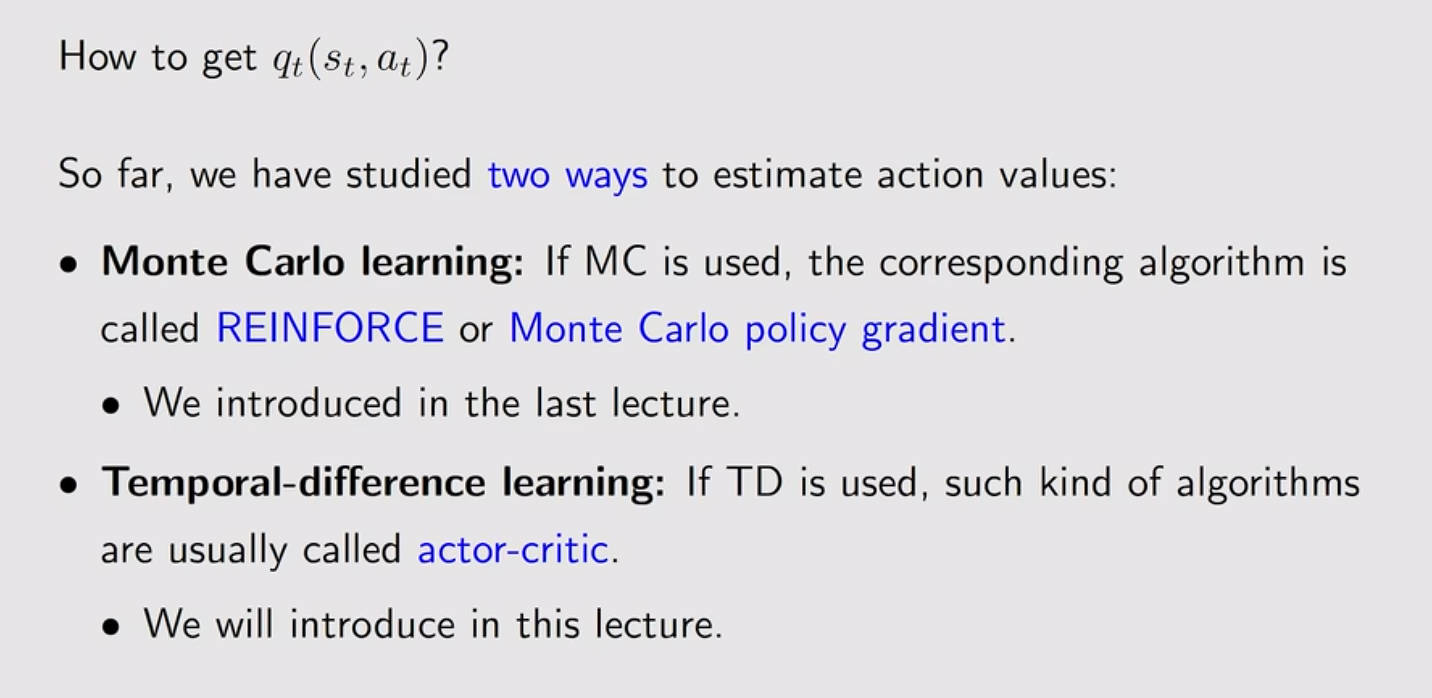 How to get q_t(s_t, a_t)?
So far, we have studied two ways to estimate action values:
• Monte Carlo learning: If MC is used, the corresponding algorithm is
called REINFORCE or Monte Carlo policy gradient.
• We introduced in the last lecture.
• Temporal-difference learning: If TD is used, such kind of algorithms
are usually called actor-critic.
• We will introduce in this lecture.